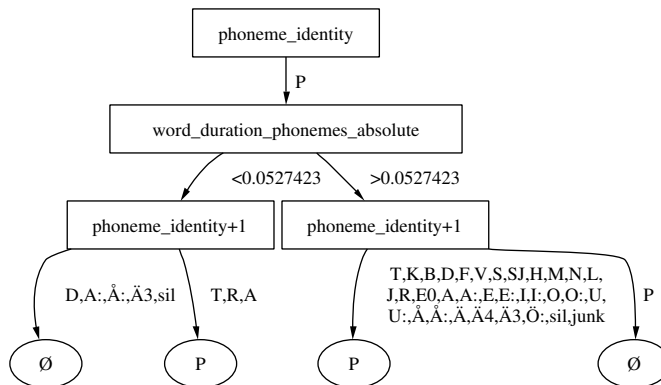 phoneme_identity
P
word_duration_phonemes_absolute
<0.0527423
>0.0527423
phoneme_identity+1
phoneme_identity+1
D,A:,Å:,Ä3,sil
T,R,A
T,K,B,D,F,V,S,SJ,H,M,N,L,
J,R,E0,A,A:,E,E:,I,I:,O,O:,U,
U:,Å,Å:,Ä,Ä4,Ä3,Ö:,sil,junk
P
Ø
P
P
Ø